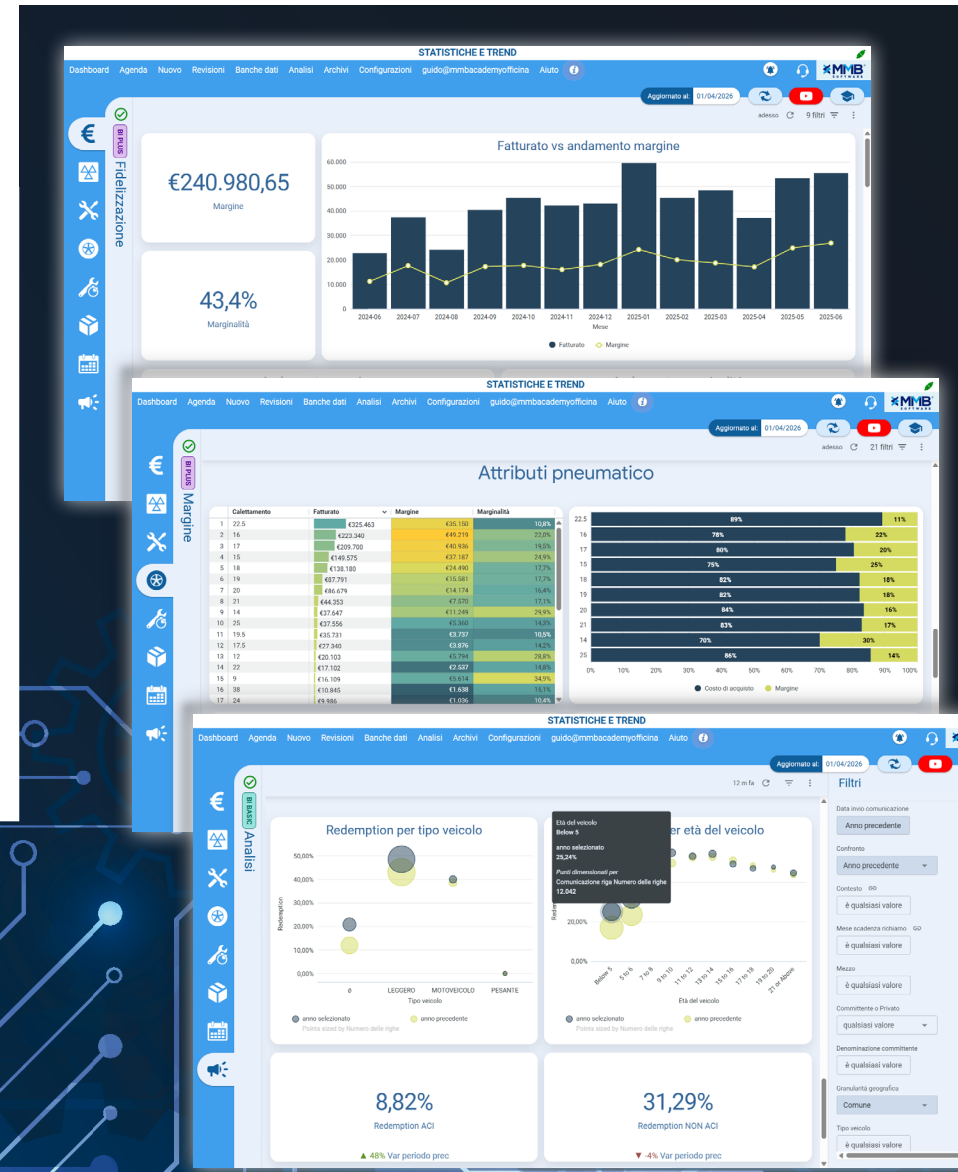 STATISTICHE E TREND
Dashboard Agenda Nuovo Revisioni Banche dati Analisi Archivi Configurazioni guido@mmbacademyofficina Aiuto i
MMB
SOFTWARE
Aggiornato al: 01/04/2026
adesso 9 filtri
BI PLUS
Fidelizzazione
€240.980,65
Margine
43,4%
Marginalità
Fatturato vs andamento margine
60.000
50.000
40.000
30.000
20.000
10.000
0
2024-06 2024-07 2024-08 2024-09 2024-10 2024-11 2024-12 2025-01 2025-02 2025-03 2025-04 2025-05 2025-06
Mese
Fatturato Margine
STATISTICHE E TREND
Dashboard Agenda Nuovo Revisioni Banche dati Analisi Archivi Configurazioni guido@mmbacademyofficina Aiuto i
MMB
SOFTWARE
Aggiornato al: 01/04/2026
adesso 21 filtri
BI PLUS
Margine
Attributi pneumatico
Calettamento Fatturato Margine Marginalità
1 22.5 €325.463 €35.150 10,8%
2 16 €223.340 €49.219 22,0%
3 17 €209.700 €40.936 19,5%
4 15 €149.575 €37.187 24,9%
5 18 €138.180 €24.490 17,7%
6 19 €87.791 €15.581 17,7%
7 20 €86.679 €14.174 16,4%
8 21 €44.353 €7.570 17,1%
9 14 €37.647 €11.249 29,9%
10 25 €37.556 €5.360 14,3%
11 19.5 €35.731 €3.737 10,5%
12 17.5 €27.340 €3.876 14,2%
13 12 €20.103 €5.794 28,8%
14 22 €17.102 €2.537 14,8%
15 9 €16.109 €5.614 34,9%
16 38 €10.845 €1.638 16,1%
17 24 €9.986 €1.036 10,4%
22.5 89% 11%
16 78% 22%
17 80% 20%
15 75% 25%
18 82% 18%
19 82% 18%
20 84% 16%
21 83% 17%
14 70% 30%
25 86% 14%
0% 10% 20% 30% 40% 50% 60% 70% 80% 90% 100%
Costo di acquisto Margine
STATISTICHE E TREND
Dashboard Agenda Nuovo Revisioni Banche dati Analisi Archivi Configurazioni guido@mmbacademyofficina Aiuto i
Aggiornato al: 01/04/2026
12 m fa
BI BASIC
Analisi
Redemption per tipo veicolo
50,00%
40,00%
30,00%
20,00%
10,00%
0,00%
Redemption
ø LEGGERO MOTOVEICOLO PESANTE
Tipo veicolo
anno selezionato anno precedente
Points sized by Numero delle righe
er età del veicolo
Età del veicolo
Below 5
anno selezionato
25,24%
Punti dimensionati per
Comunicazione riga Numero delle righe
12.042
20,00%
0,00%
Below 5 5 to 6 7 to 8 9 to 10 11 to 12 13 to 14 15 to 16 17 to 18 19 to 20 21 or Above
Età del veicolo
anno selezionato anno precedente
Points sized by Numero delle righe
8,82%
Redemption ACI
▲ 48% Var periodo prec
31,29%
Redemption NON ACI
▼ -4% Var periodo prec
Filtri
Data invio comunicazione
Anno precedente
Confronto
Anno precedente
Contesto
è qualsiasi valore
Mese scadenza richiamo
è qualsiasi valore
Mezzo
è qualsiasi valore
Committente o Privato
qualsiasi valore
Denominazione committente
è qualsiasi valore
Granularità geografica
Comune
Tipo veicolo
è qualsiasi valore